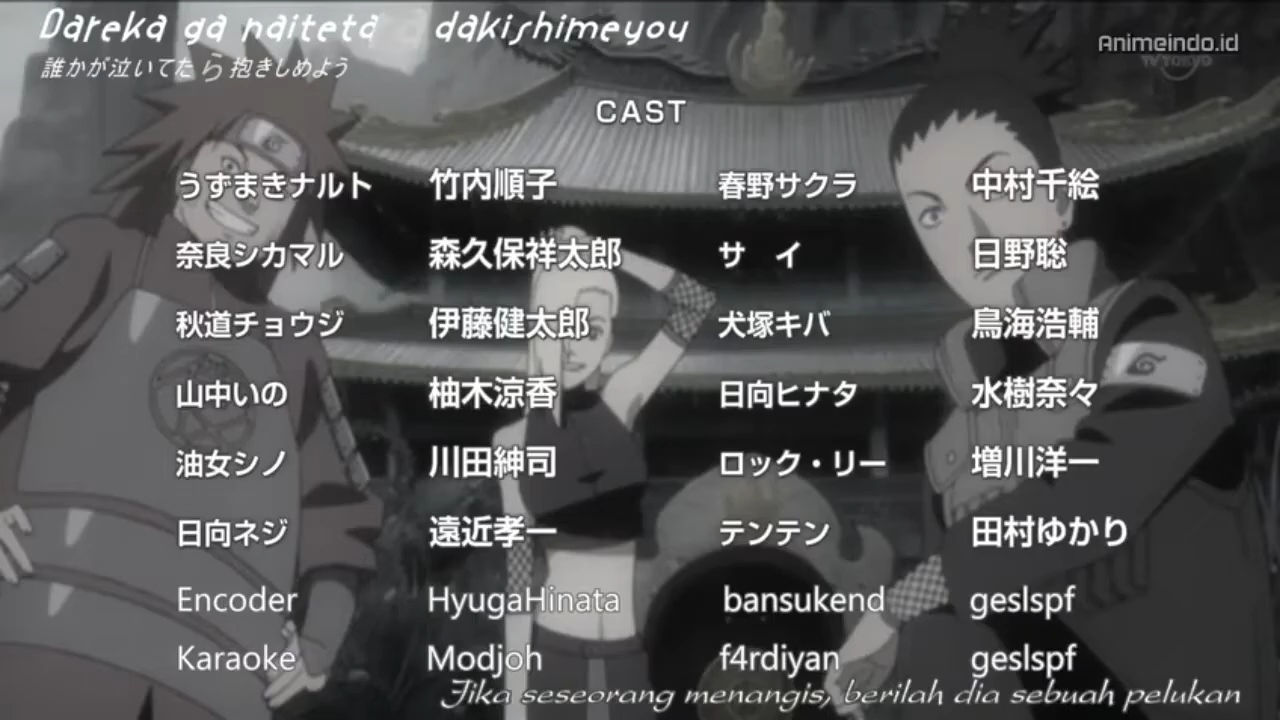 Dareka ga naiteta dakishimeyou
誰かが泣いてたら抱きしめよう
Animeindo.id
TV TOKYO
CAST
うずまきナルト 竹内順子 春野サクラ 中村千絵
奈良シカマル 森久保祥太郎 サ イ 日野聡
秋道チョウジ 伊藤健太郎 犬塚キバ 鳥海浩輔
山中いの 柚木涼香 日向ヒナタ 水樹奈々
油女シノ 川田紳司 ロック・リー 増川洋一
日向ネジ 遠近孝一 テンテン 田村ゆかり
Encoder HyugaHinata bansukend geslspf
Karaoke Modjoh f4rdiyan geslspf
Jika seseorang menangis, berilah dia sebuah pelukan